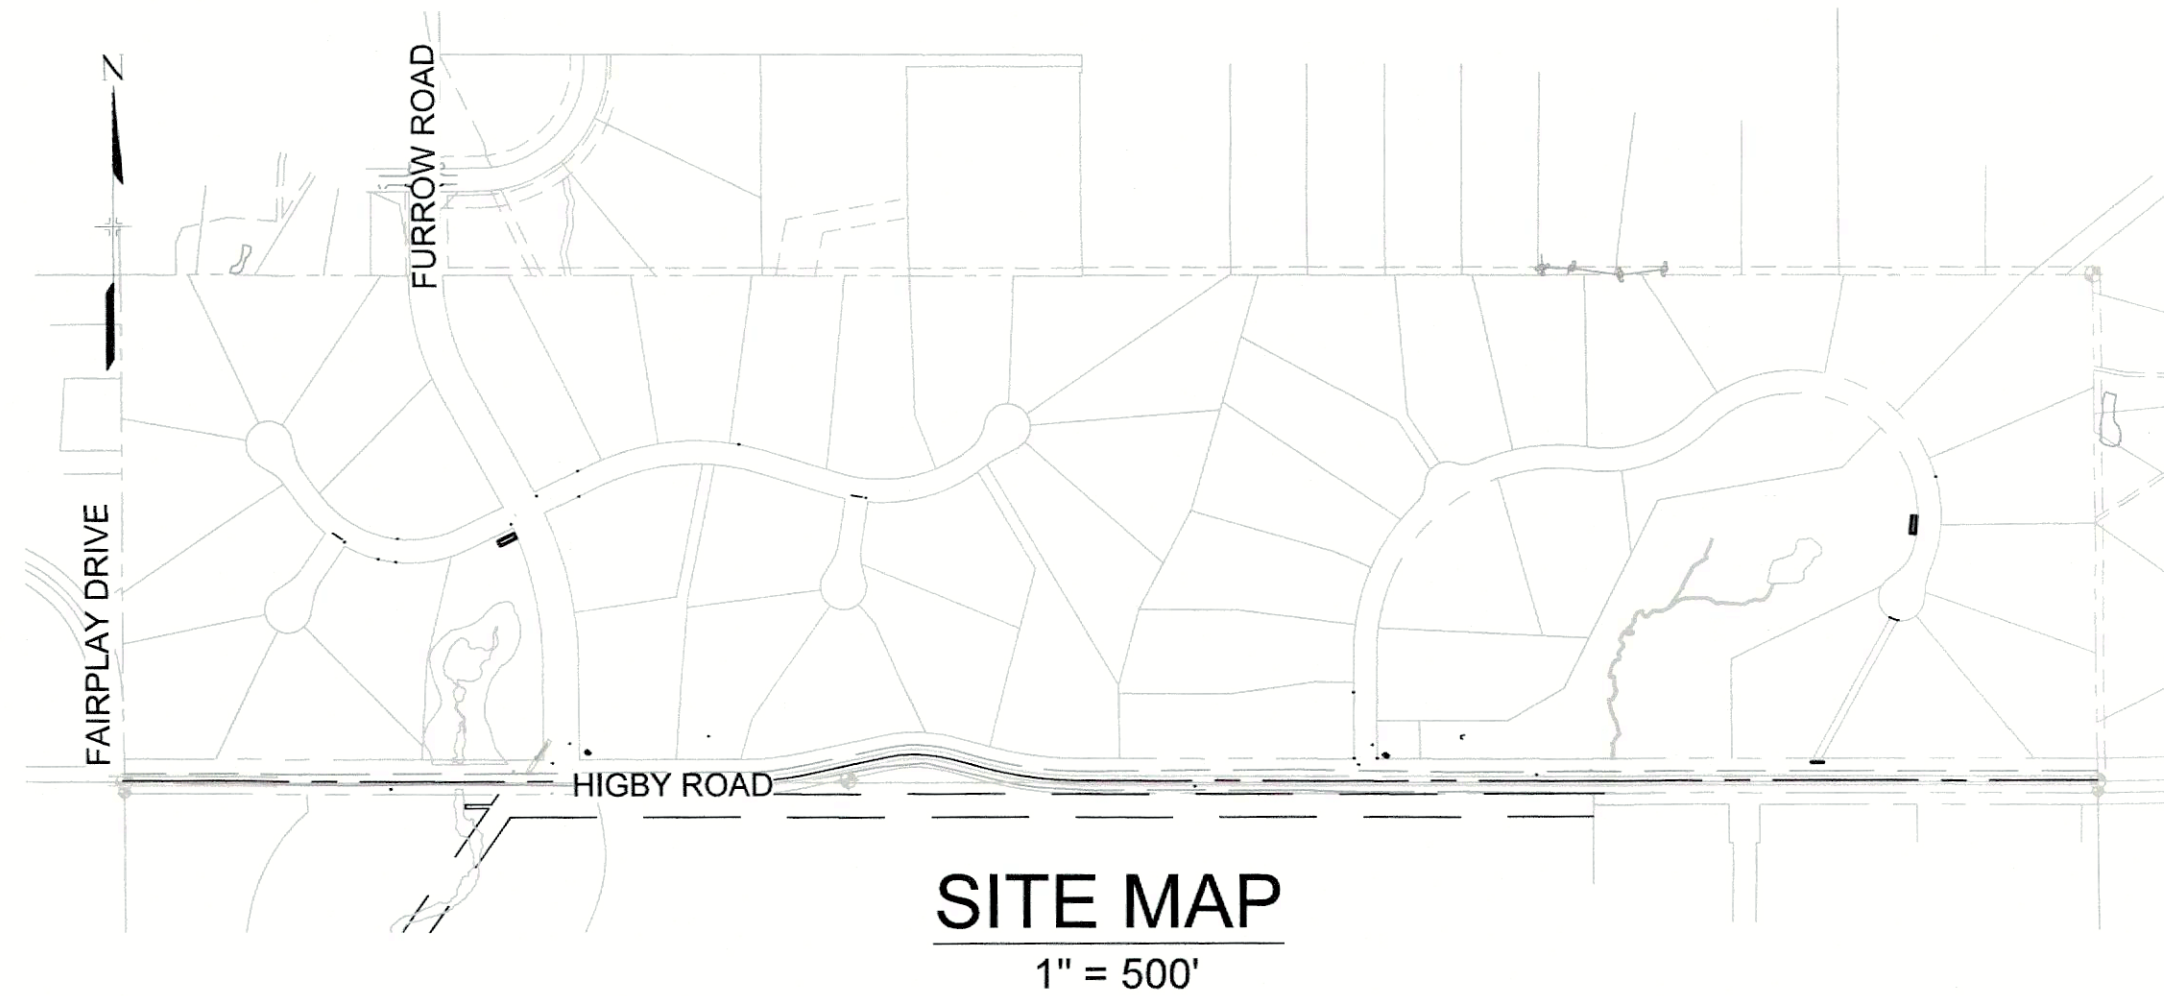 N
FURROW ROAD
FAIRPLAY DRIVE
HIGBY ROAD
SITE MAP
1" = 500'